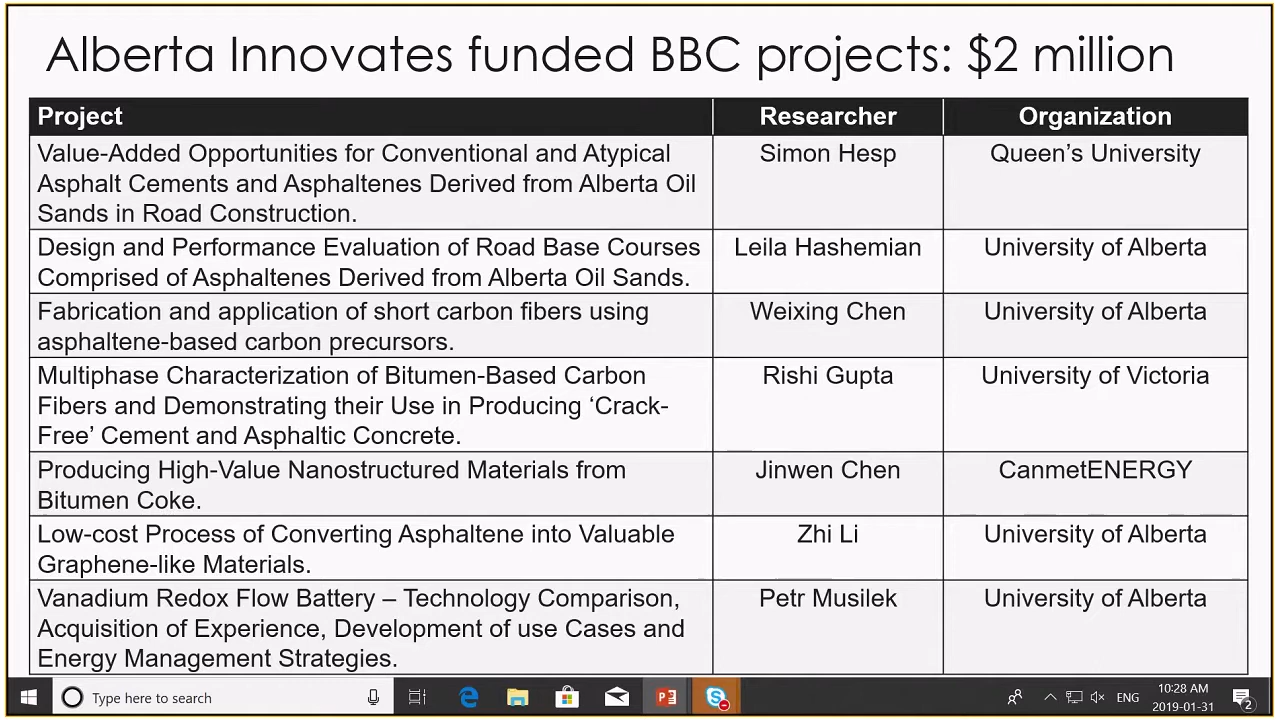 Alberta Innovates funded BBC projects: $2 million
Project Researcher Organization
Value-Added Opportunities for Conventional and Atypical Simon Hesp Queen’s University
Asphalt Cements and Asphaltenes Derived from Alberta Oil
Sands in Road Construction.
Design and Performance Evaluation of Road Base Courses Leila Hashemian University of Alberta
Comprised of Asphaltenes Derived from Alberta Oil Sands.
Fabrication and application of short carbon fibers using Weixing Chen University of Alberta
asphaltene-based carbon precursors.
Multiphase Characterization of Bitumen-Based Carbon Rishi Gupta University of Victoria
Fibers and Demonstrating their Use in Producing ‘Crack-
Free’ Cement and Asphaltic Concrete.
Producing High-Value Nanostructured Materials from Jinwen Chen CanmetENERGY
Bitumen Coke.
Low-cost Process of Converting Asphaltene into Valuable Zhi Li University of Alberta
Graphene-like Materials.
Vanadium Redox Flow Battery – Technology Comparison, Petr Musilek University of Alberta
Acquisition of Experience, Development of use Cases and
Energy Management Strategies.
Type here to search ENG 10:28 AM
2019-01-31 2